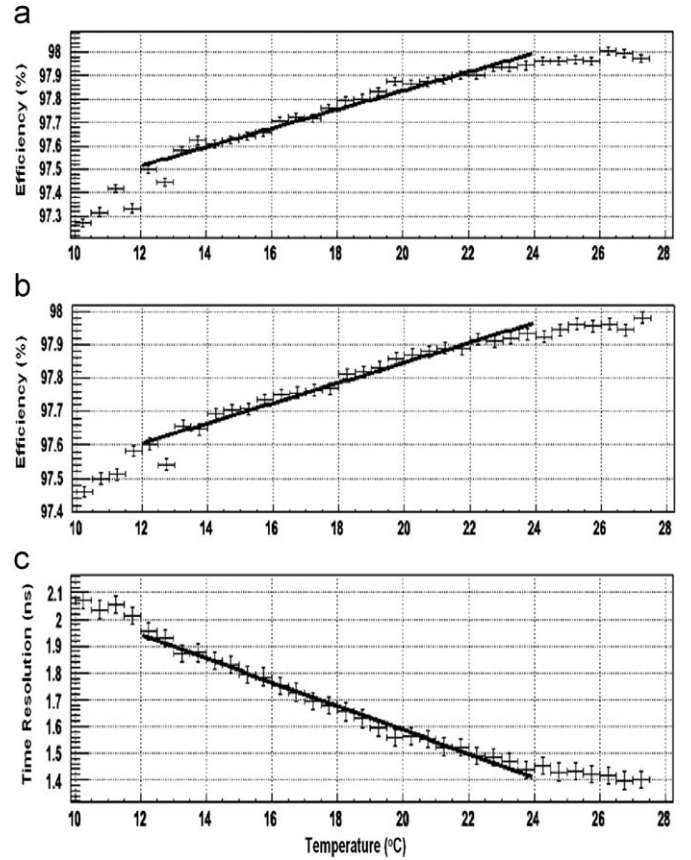 a
98
97.9
97.8
97.7
97.6
97.5
97.4
97.3
Efficiency (%)
10 12 14 16 18 20 22 24 26 28
b
98
97.9
97.8
97.7
97.6
97.5
97.4
Efficiency (%)
10 12 14 16 18 20 22 24 26 28
c
2.1
2
1.9
1.8
1.7
1.6
1.5
1.4
Time Resolution (ns)
10 12 14 16 18 20 22 24 26 28
Temperature (°C)